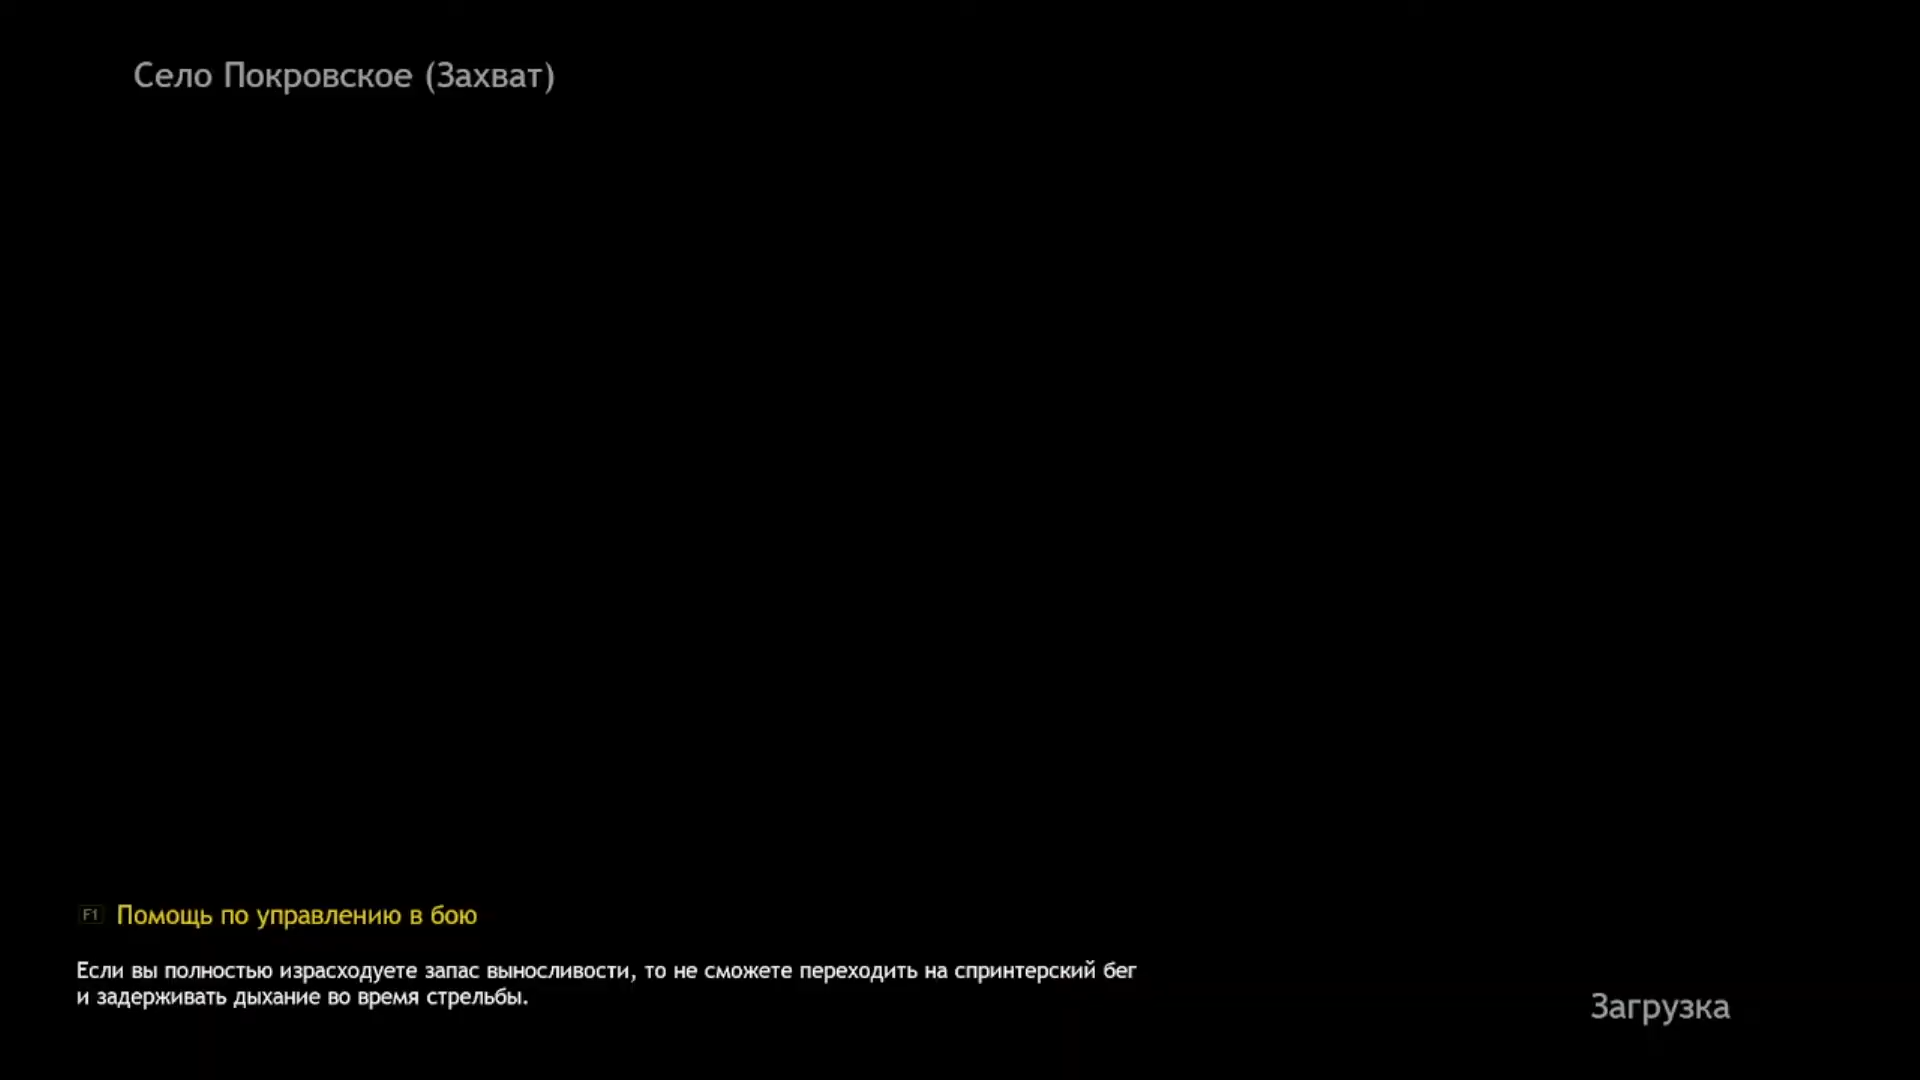 Село Покровское (Захват)
F1 Помощь по управлению в бою
Если вы полностью израсходуете запас выносливости, то не сможете переходить на спринтерский бег
и задерживать дыхание во время стрельбы.
Загрузка